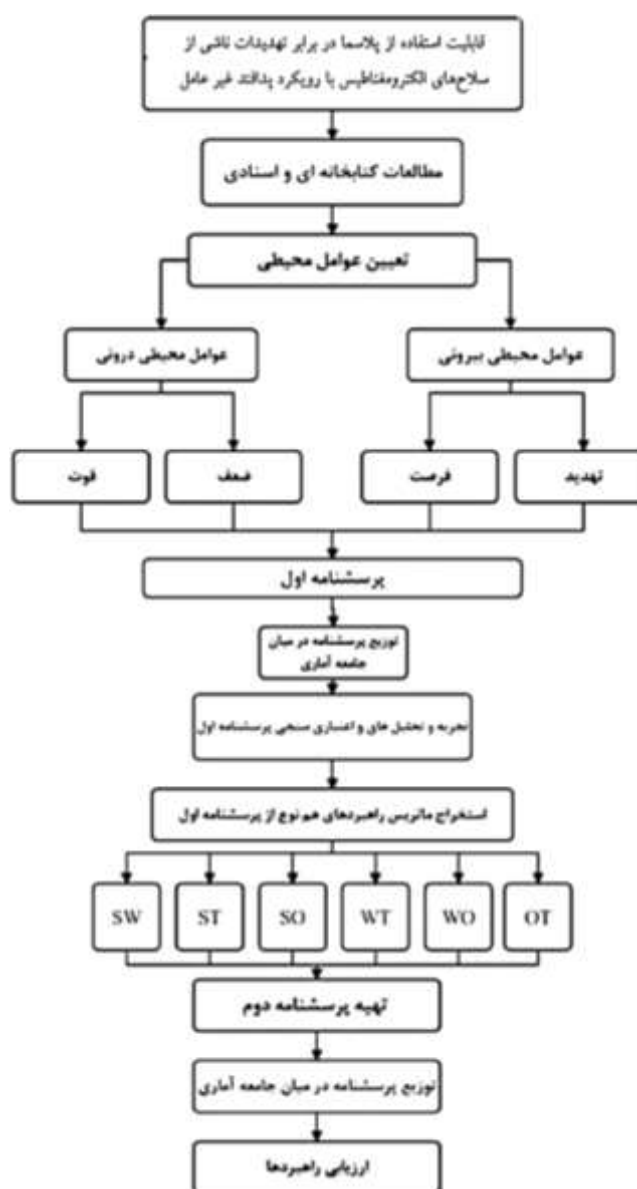 قابلیت استفاده از پلاسما در برابر تهدیدات ناشی از
سلاح‌های الکترومغناطیس با رویکرد پدافند غیر عامل
مطالعات کتابخانه ای و اسنادی
تعیین عوامل محیطی
عوامل محیطی بیرونی
عوامل محیطی درونی
تهدید
فرصت
ضعف
قوت
پرسشنامه اول
توزیع پرسشنامه در میان
جامعه آماری
تجزیه و تحلیل های و اعتباری سنجی پرسشنامه اول
استخراج ماتریس راهبردهای هم نوع از پرسشنامه اول
SW ST SO WT WO OT
تهیه پرسشنامه دوم
توزیع پرسشنامه در میان جامعه آماری
ارزیابی راهبردها